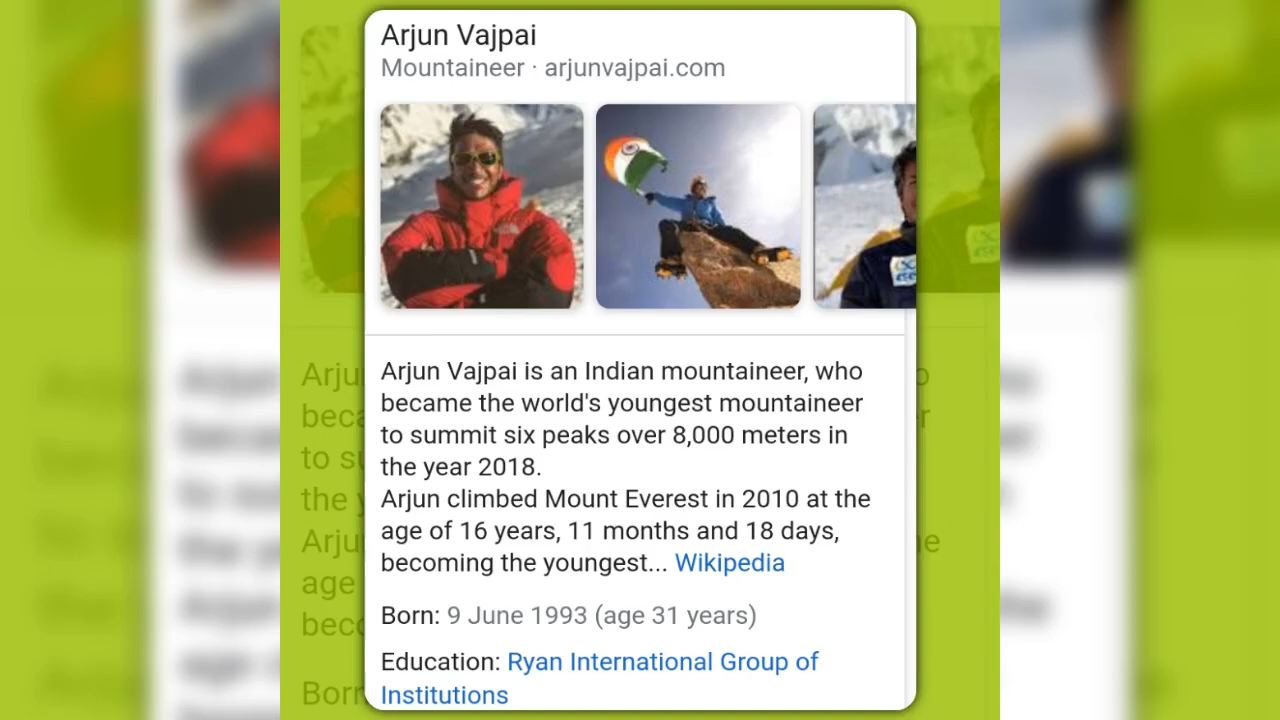 Arjun Vajpai
Mountaineer · arjunvajpai.com
Arjun Vajpai is an Indian mountaineer, who
became the world's youngest mountaineer
to summit six peaks over 8,000 meters in
the year 2018.
Arjun climbed Mount Everest in 2010 at the
age of 16 years, 11 months and 18 days,
becoming the youngest... Wikipedia
Born: 9 June 1993 (age 31 years)
Education: Ryan International Group of
Institutions